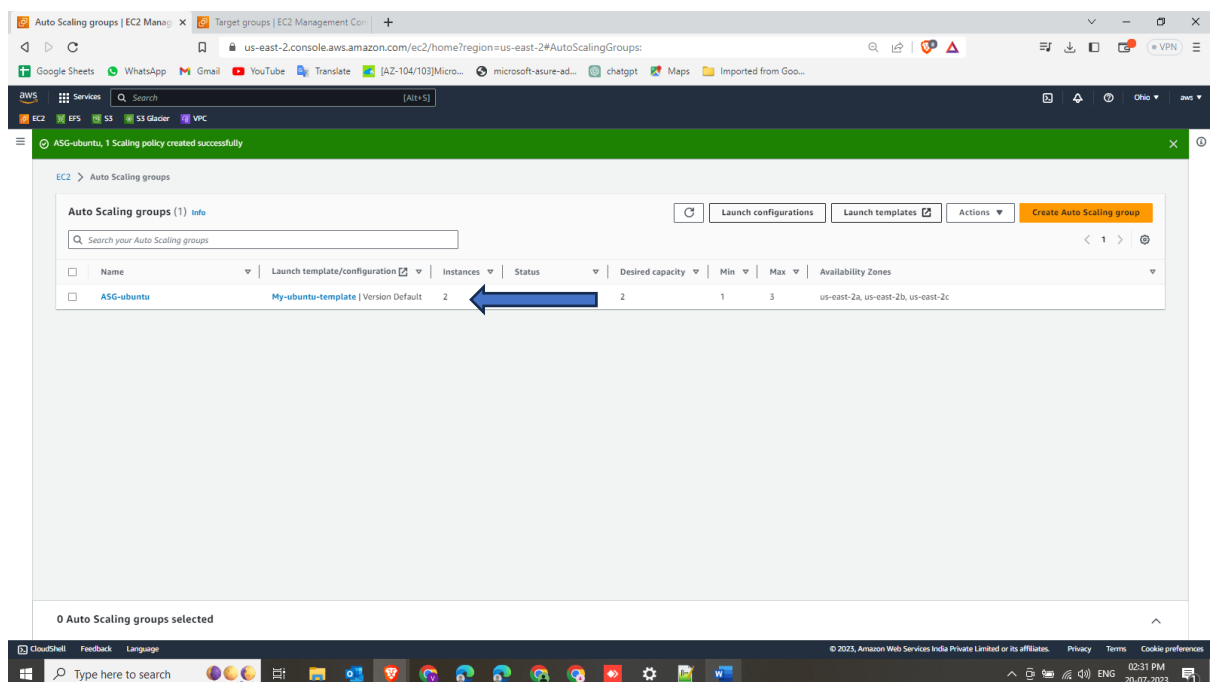 Auto Scaling groups | EC2 Manag
Target groups | EC2 Management Con
us-east-2.console.aws.amazon.com/ec2/home?region=us-east-2#AutoScalingGroups:
VPN
Google Sheets WhatsApp Gmail YouTube Translate [AZ-104/103]Micro... microsoft-asure-ad... chatgpt Maps Imported from Goo...
aws Services Search [Alt+S] Ohio aws
EC2 EFS S3 S3 Glacier VPC
ASG-ubuntu, 1 Scaling policy created successfully
EC2 > Auto Scaling groups
Auto Scaling groups (1) Info Launch configurations Launch templates Actions Create Auto Scaling group
Search your Auto Scaling groups 1
Name Launch template/configuration Instances Status Desired capacity Min Max Availability Zones
ASG-ubuntu My-ubuntu-template | Version Default 2 2 1 3 us-east-2a, us-east-2b, us-east-2c
0 Auto Scaling groups selected
CloudShell Feedback Language © 2023, Amazon Web Services India Private Limited or its affiliates. Privacy Terms Cookie preferences
Type here to search ENG 02:31 PM
20-07-2023